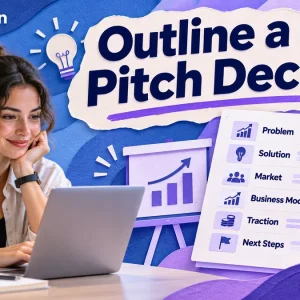 n
Outline a
Pitch Dec
Problem
Solution
Market
Business Mod
Traction
Next Steps